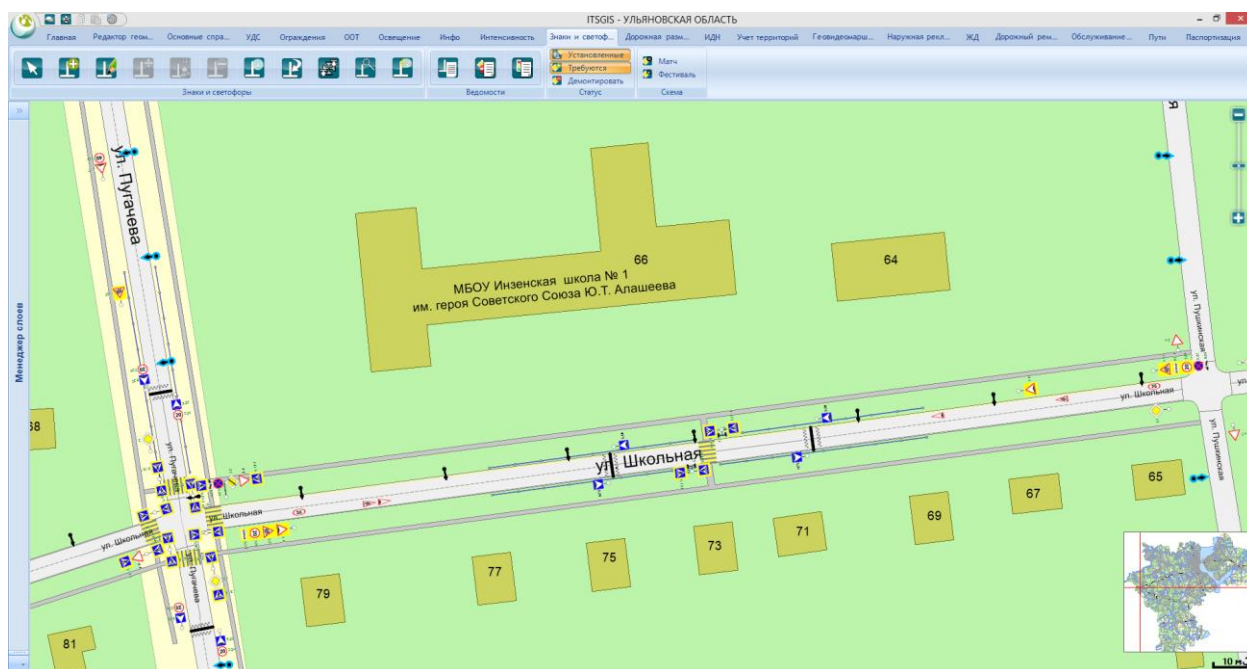 ITSGIS - УЛЬЯНОВСКАЯ ОБЛАСТЬ
Главная Редактор геом... Основные спра... УДС Ограждения ООТ Освещение Инфо Интенсивность Знаки и светоф... Дорожная разм... ИДН Учет территорий Геовидеомарш... Наружная рекл... ЖД Дорожный рем... Обслуживание... Пути Паспортизация
Установленные
Требуются
Демонтировать
Матч
Фестиваль
Знаки и светофоры Ведомости Статус Схема
Менеджер слоев
ул. Пугачева
Я
66
МБОУ Инзенская школа № 1
им. героя Советского Союза Ю.Т. Алашеева
64
ул. Пушкинская
ул. Школьная
68
ул. Пугачева
ул. Школьная
ул. Школьная
ул. Школьная
ул. Школьная
ул. Пушкинская
65
67
69
71
73
75
77
79
81
ул. Пугачева
10 м